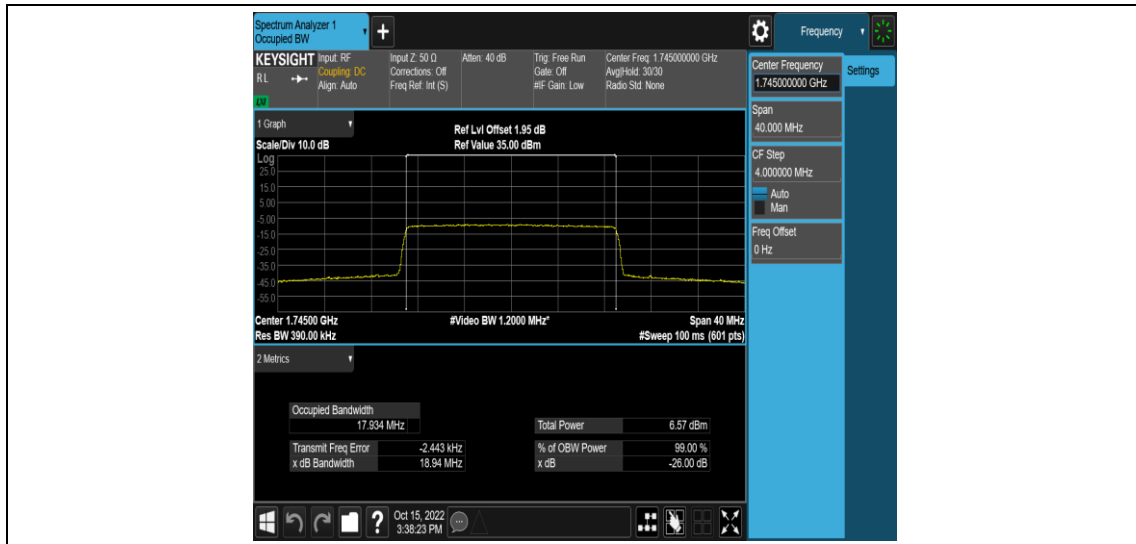 Spectrum Analyzer 1
Occupied BW
+
Frequency
KEYSIGHT
RL
LXI
Input: RF
Coupling: DC
Align: Auto
Input Z: 50 Ω
Corrections: Off
Freq Ref: Int (S)
Atten: 40 dB
Trig: Free Run
Gate: Off
#IF Gain: Low
Center Freq: 1.745000000 GHz
Avg|Hold: 30/30
Radio Std: None
Center Frequency
1.745000000 GHz
Settings
Span
40.000 MHz
CF Step
4.000000 MHz
Auto
Man
Freq Offset
0 Hz
1 Graph
Scale/Div 10.0 dB
Ref Lvl Offset 1.95 dB
Ref Value 35.00 dBm
Log
25.0
15.0
5.00
-5.00
-15.0
-25.0
-35.0
-45.0
-55.0
Center 1.74500 GHz
#Video BW 1.2000 MHz*
Span 40 MHz
Res BW 390.00 kHz
#Sweep 100 ms (601 pts)
2 Metrics
Occupied Bandwidth
17.934 MHz
Total Power 6.57 dBm
Transmit Freq Error -2.443 kHz
% of OBW Power 99.00 %
x dB Bandwidth 18.94 MHz
x dB -26.00 dB
?
Oct 15, 2022
3:38:23 PM